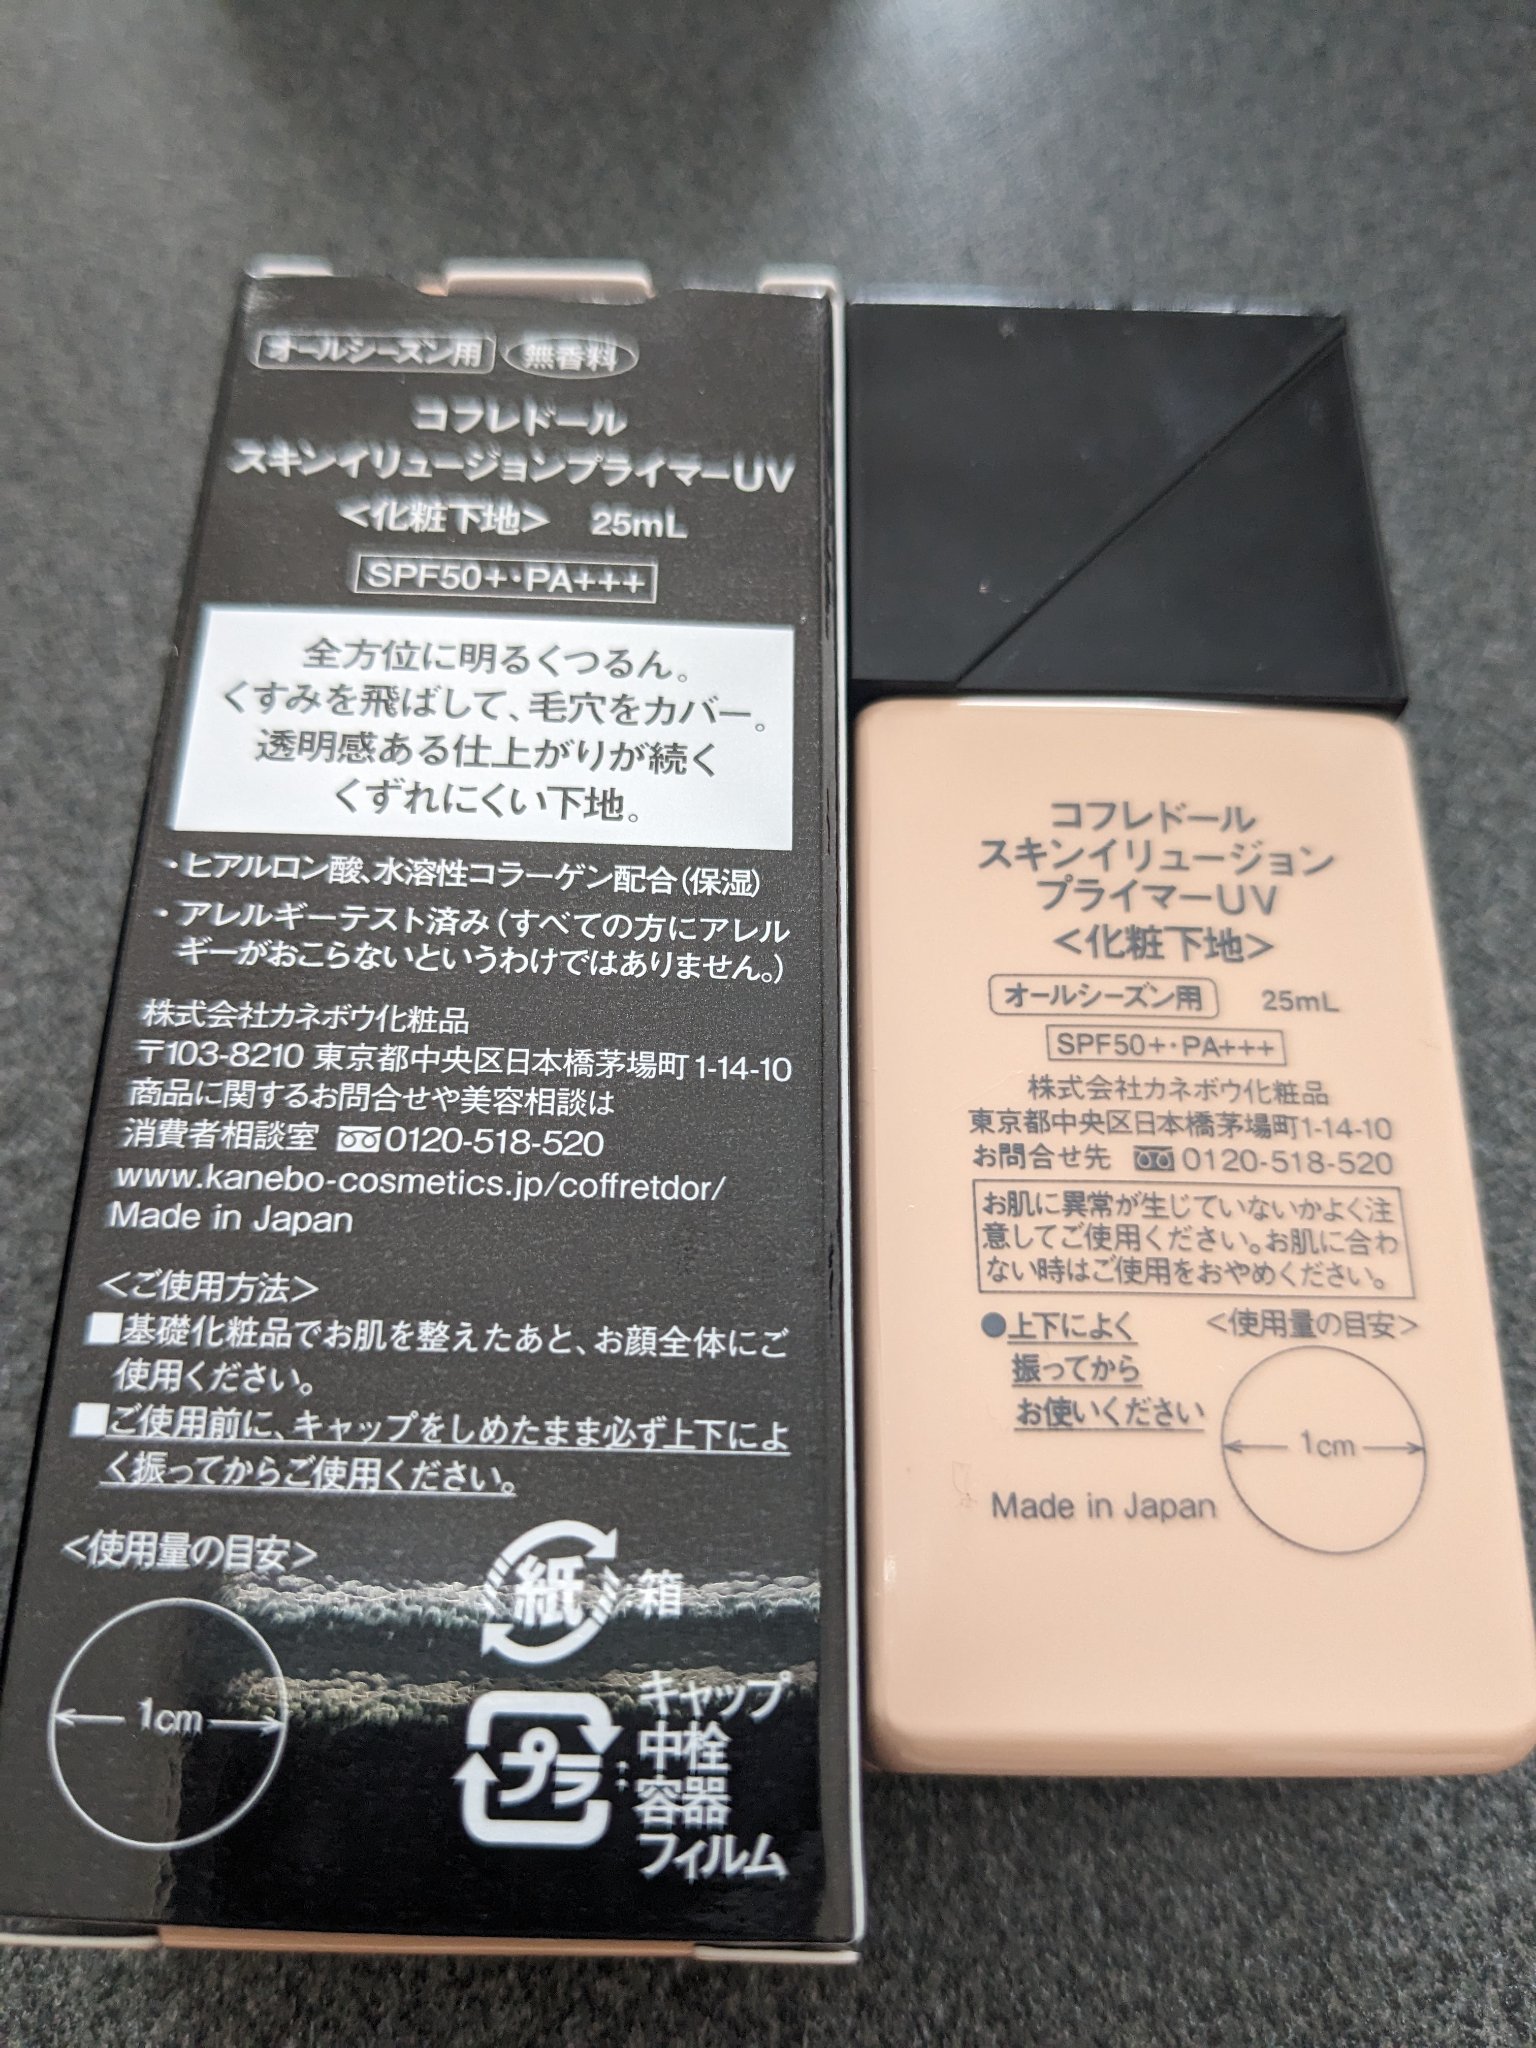 オールシーズン用 無香料
コフレドール
スキンイリュージョンプライマーUV
<化粧下地> 25mL
SPF50+・PA+++
全方位に明るくつるん。
くすみを飛ばして、毛穴をカバー。
透明感ある仕上がりが続く
くずれにくい下地。
・ヒアルロン酸、水溶性コラーゲン配合(保湿)
・アレルギーテスト済み(すべての方にアレル
ギーがおこらないというわけではありません。)
株式会社カネボウ化粧品
〒103-8210 東京都中央区日本橋茅場町1-14-10
商品に関するお問合せや美容相談は
消費者相談室 0120-518-520
www.kanebo-cosmetics.jp/coffretdor/
Made in Japan
<ご使用方法>
■基礎化粧品でお肌を整えたあと、お顔全体にご
使用ください。
■ご使用前に、キャップをしめたまま必ず上下によ
く振ってからご使用ください。
<使用量の目安>
1cm
紙 箱
プラ :
キャップ
中栓
容器
フィルム
コフレドール
スキンイリュージョン
プライマーUV
<化粧下地>
オールシーズン用 25mL
SPF50+・PA+++
株式会社カネボウ化粧品
東京都中央区日本橋茅場町1-14-10
お問合せ先 0120-518-520
お肌に異常が生じていないかよく注
意してご使用ください。お肌に合わ
ない時はご使用をおやめください。
●上下によく
振ってから
お使いください
<使用量の目安>
1cm
Made in Japan